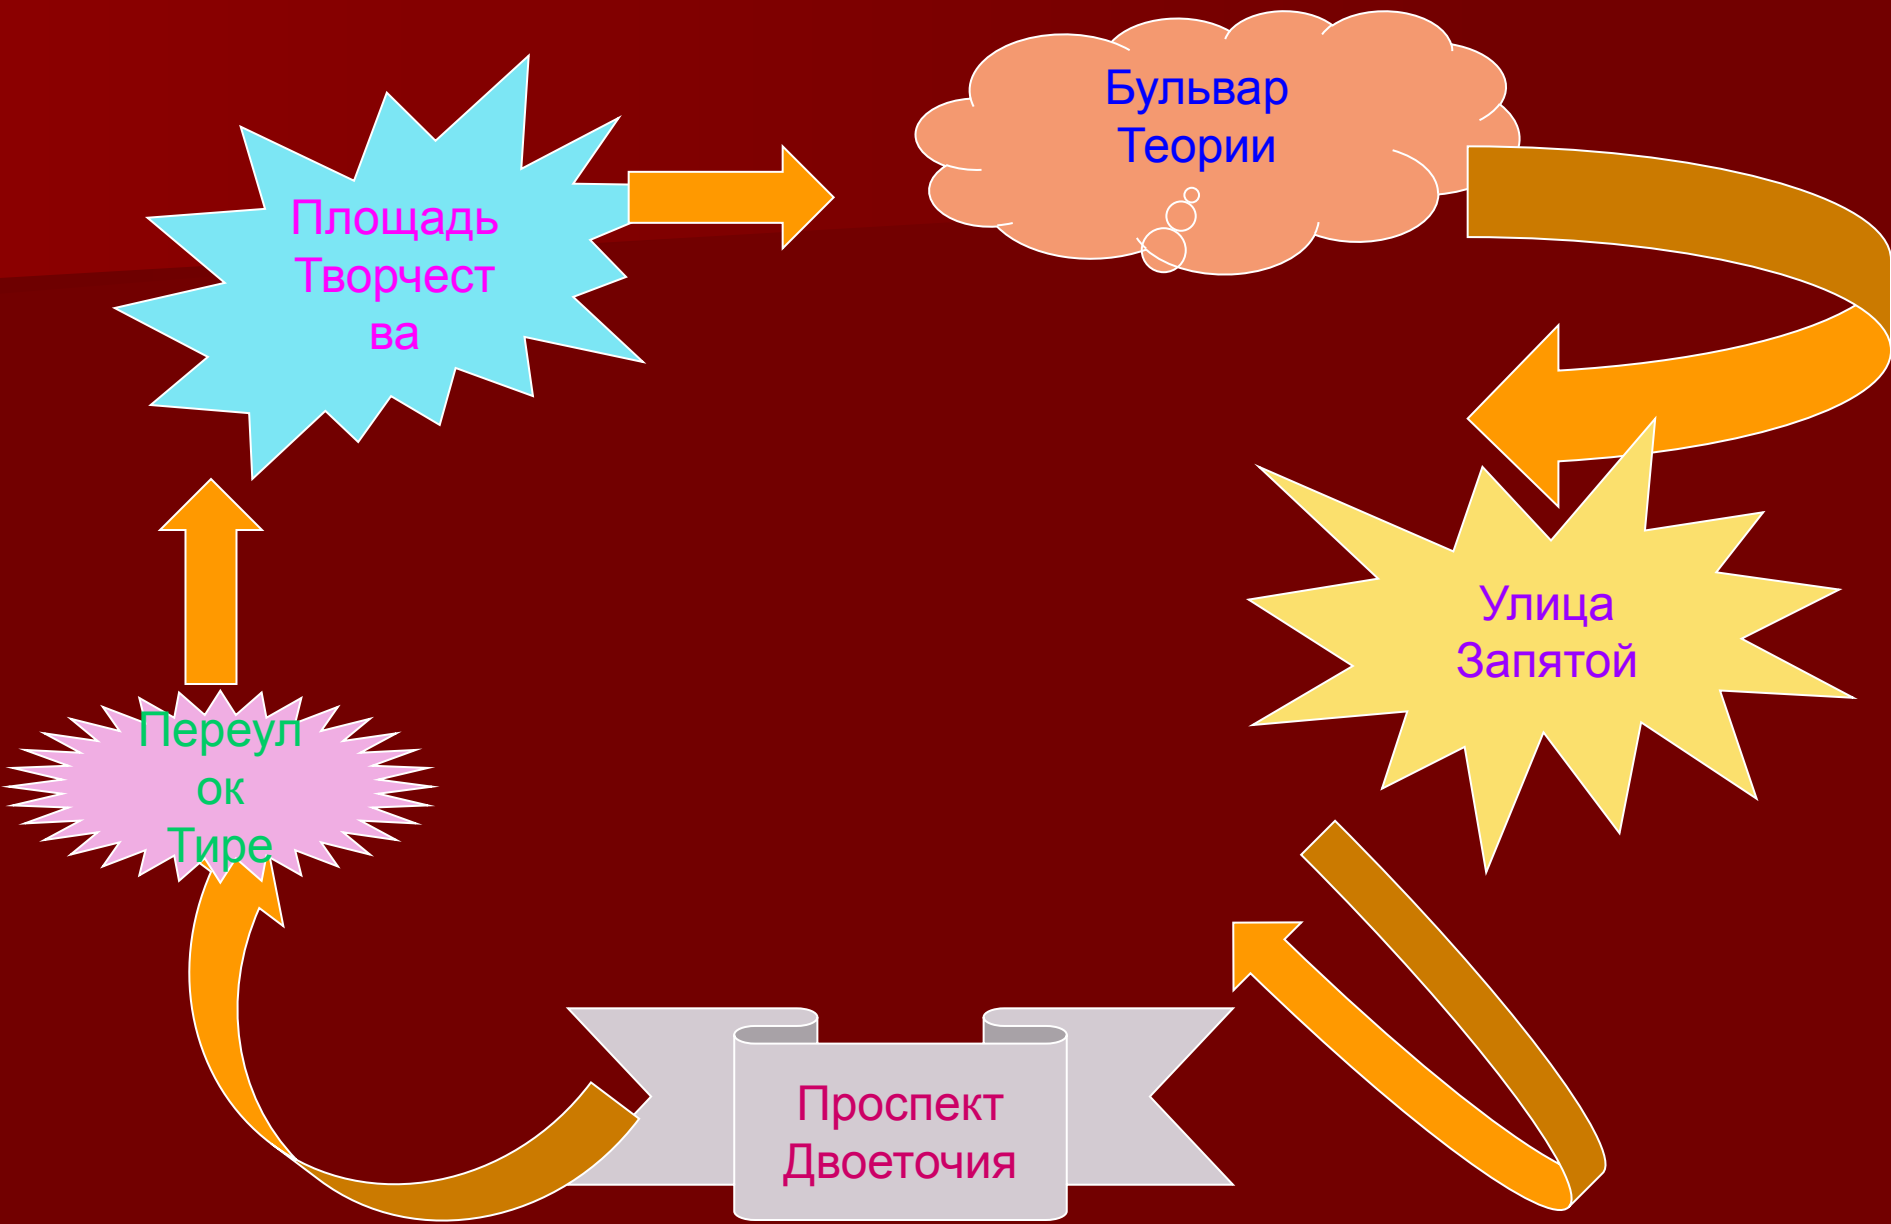 Площадь
Творчест
ва
Бульвар
Теории
Улица
Запятой
Проспект
Двоеточия
Переул
ок
Тире